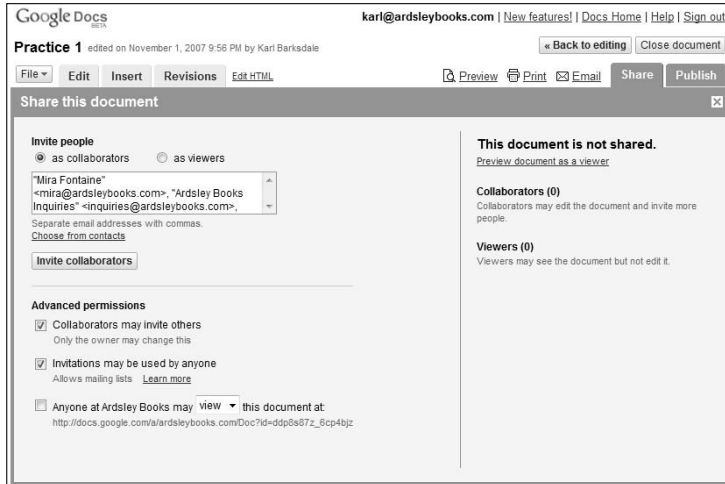 Google Docs
BETA
karl@ardsleybooks.com | New features! | Docs Home | Help | Sign out
Practice 1 edited on November 1, 2007 9:56 PM by Karl Barksdale
« Back to editing Close document
File Edit Insert Revisions Edit HTML Preview Print Email Share Publish
Share this document
Invite people
as collaborators as viewers
"Mira Fontaine"
<mira@ardsleybooks.com>, "Ardsley Books
Inquiries" <inquiries@ardsleybooks.com>,
Separate email addresses with commas.
Choose from contacts
Invite collaborators
Advanced permissions
Collaborators may invite others
Only the owner may change this
Invitations may be used by anyone
Allows mailing lists Learn more
Anyone at Ardsley Books may view this document at:
http://docs.google.com/a/ardsleybooks.com/Doc?id=ddp8s87z_6cp4bjz
This document is not shared.
Preview document as a viewer
Collaborators (0)
Collaborators may edit the document and invite more
people.
Viewers (0)
Viewers may see the document but not edit it.